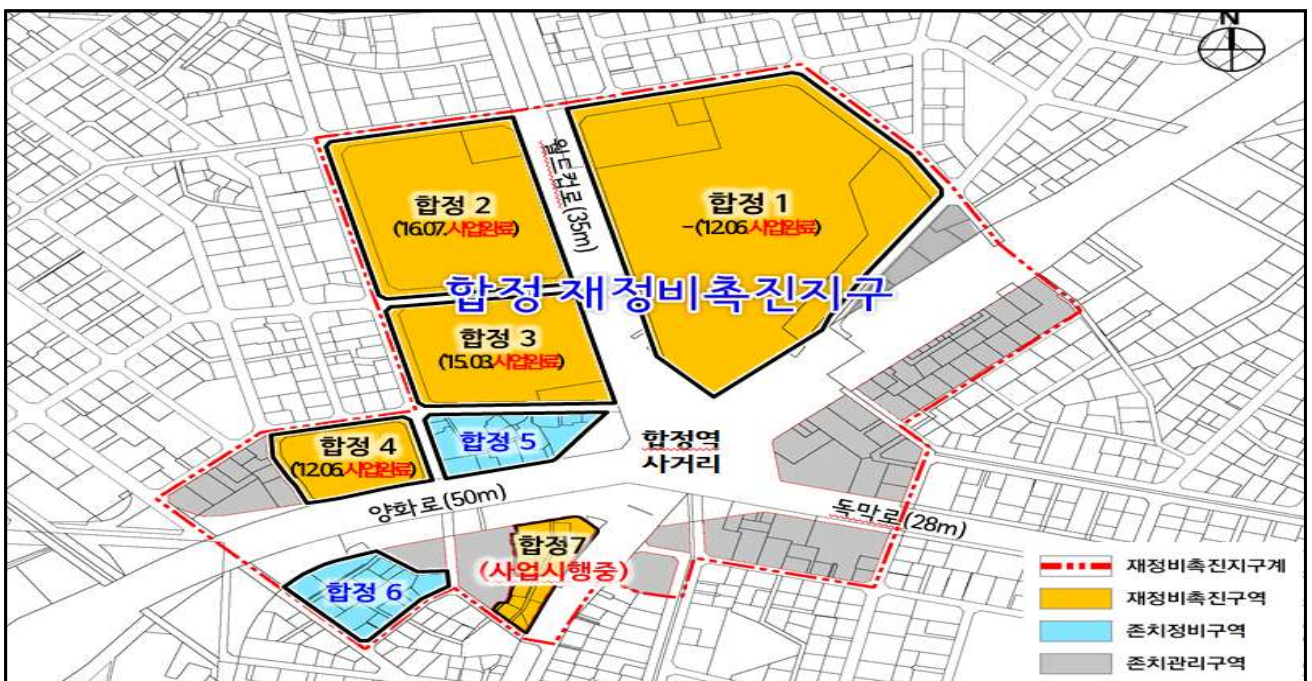 N
월드컵로(35m)
합정 2
('16.07.사업완료)
합정 1
-('12.06.사업완료)
합정 재정비촉진지구
합정 3
('15.03.사업완료)
합정 4
('12.06.사업완료)
합정 5
합정역
사거리
양화로(50m)
독막로(28m)
합정7
(사업시행중)
합정 6
재정비촉진지구계
재정비촉진구역
존치정비구역
존치관리구역